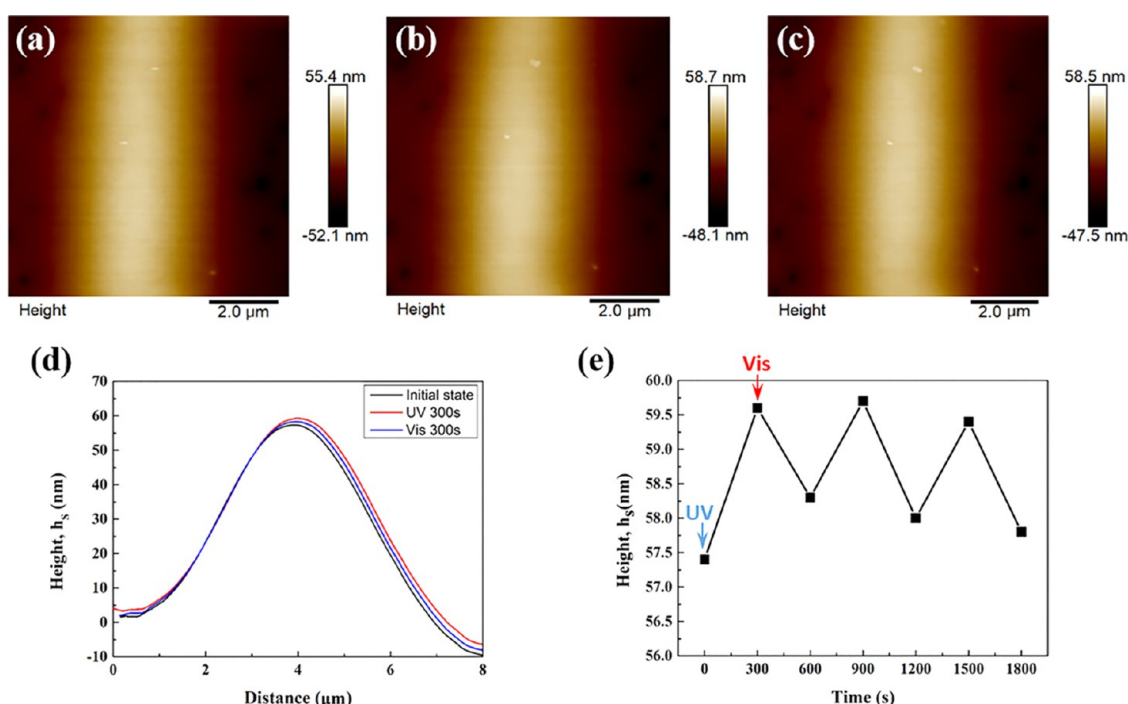 (a)
55.4 nm
-52.1 nm
Height
2.0 µm
(b)
58.7 nm
-48.1 nm
Height
2.0 µm
(c)
58.5 nm
-47.5 nm
Height
2.0 µm
(d)
70
60
50
40
30
20
10
0
-10
Height, hs (nm)
Initial state
UV 300s
Vis 300s
0
2
4
6
8
Distance (µm)
(e)
Vis
UV
60.0
59.5
59.0
58.5
58.0
57.5
57.0
56.5
56.0
Height, hs(nm)
0
300
600
900
1200
1500
1800
Time (s)